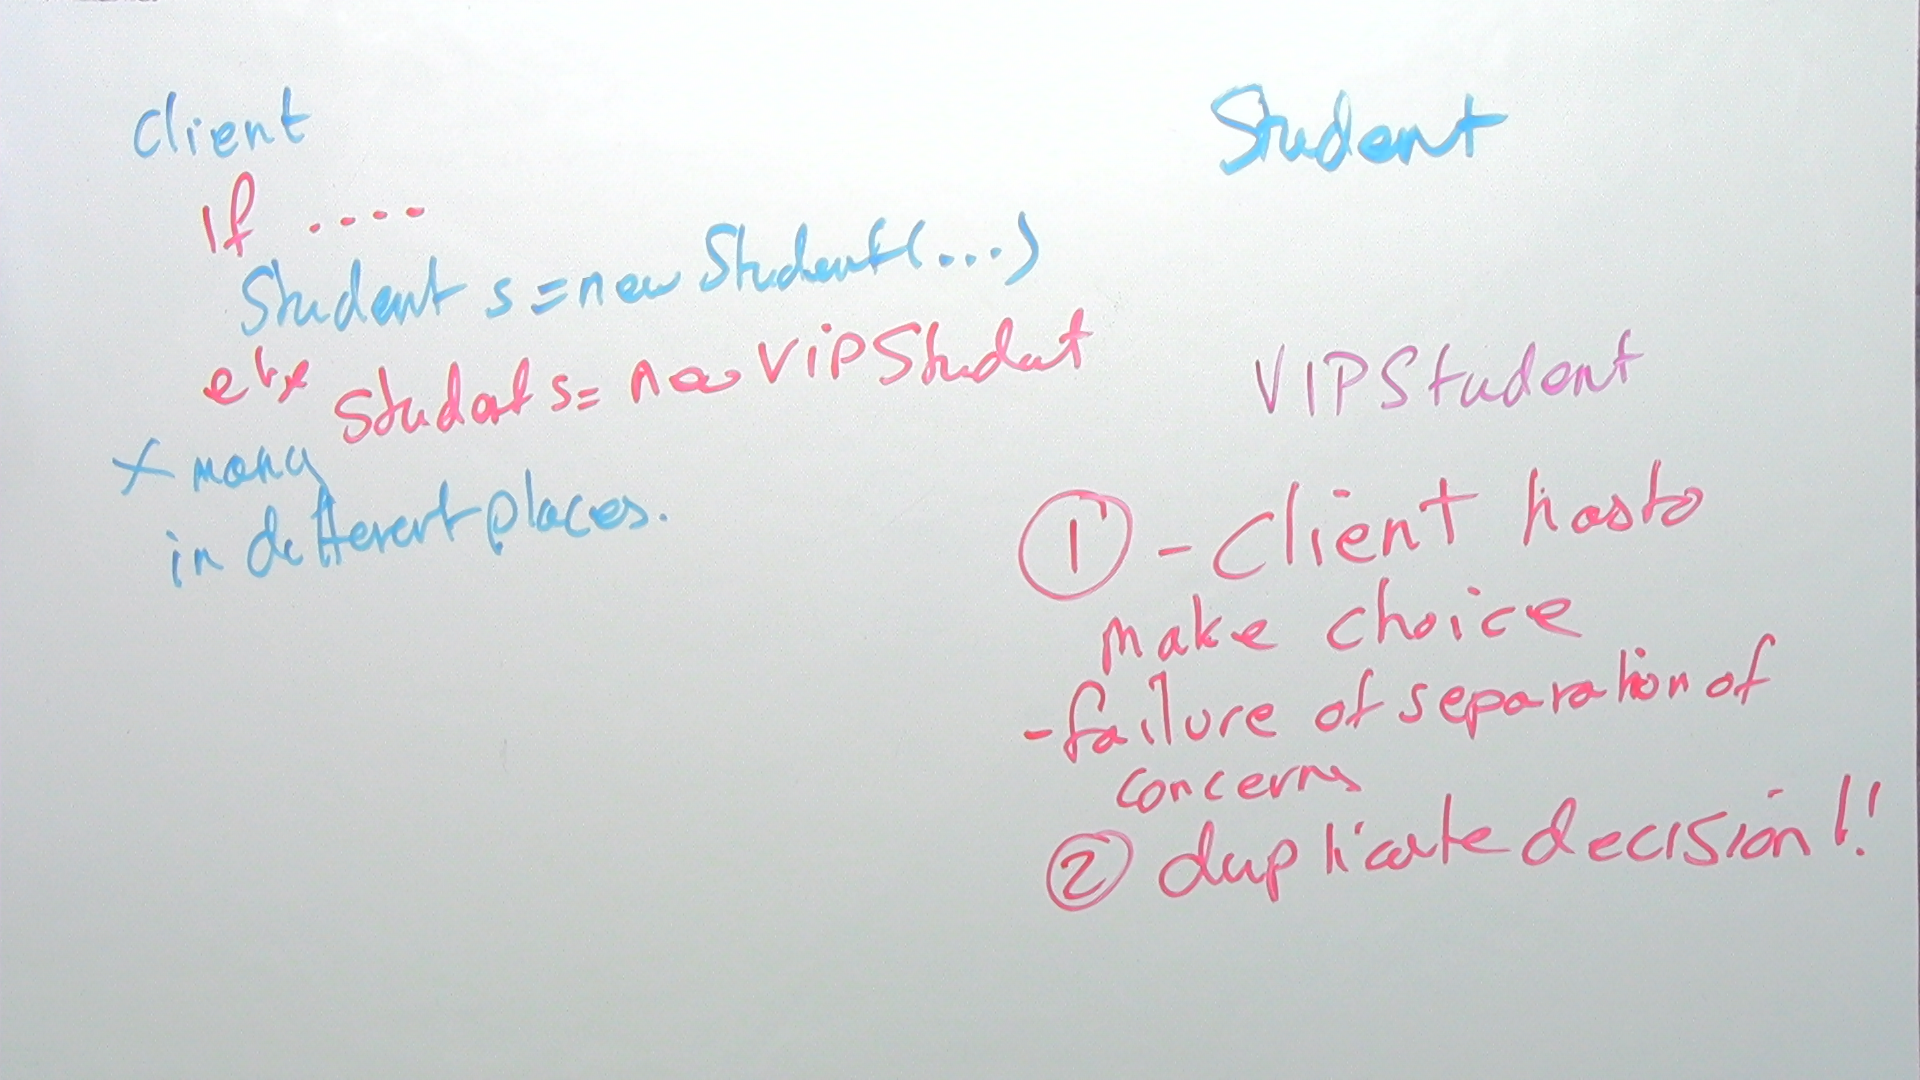 Client
If ....
Student s = new Student(...)
else Student s = new VIPStudent
x many
in different places.
Student
VIPStudent
① - Client has to
make choice
- failure of separation of
concerns
② duplicate decision!!